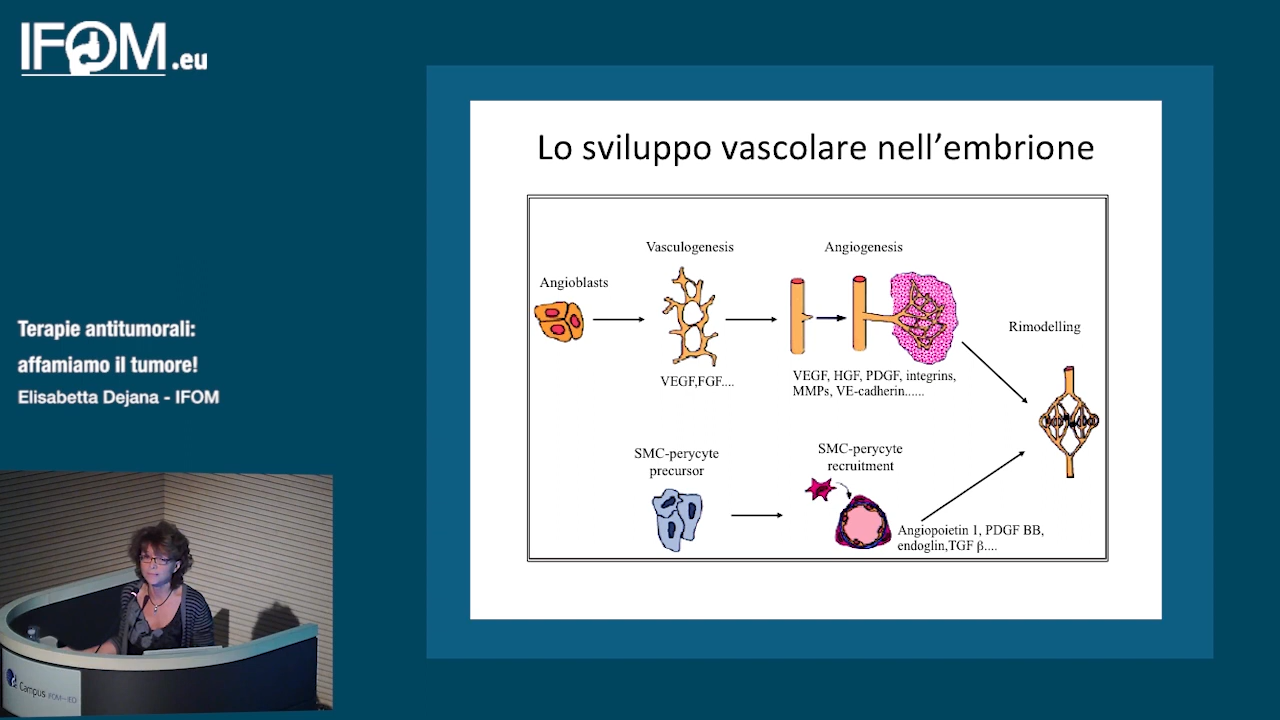 IFOM.eu
Terapie antitumorali:
affamiamo il tumore!
Elisabetta Dejana - IFOM
Campus IFOM-IEO
Lo sviluppo vascolare nell’embrione
Vasculogenesis
Angiogenesis
Angioblasts
Rimodelling
VEGF,FGF....
VEGF, HGF, PDGF, integrins,
MMPs, VE-cadherin......
SMC-perycyte
precursor
SMC-perycyte
recruitment
Angiopoietin 1, PDGF BB,
endoglin,TGF β....